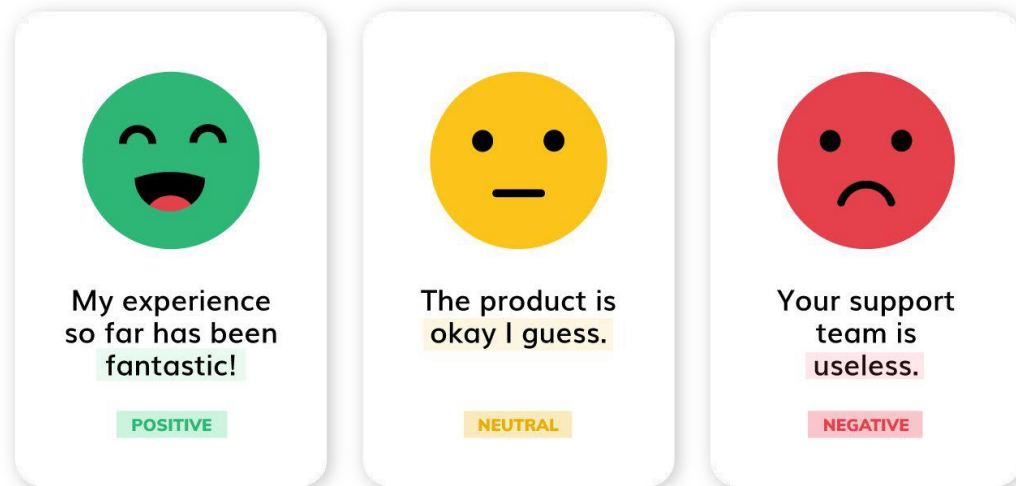 My experience
so far has been
fantastic!
POSITIVE
The product is
okay I guess.
NEUTRAL
Your support
team is
useless.
NEGATIVE